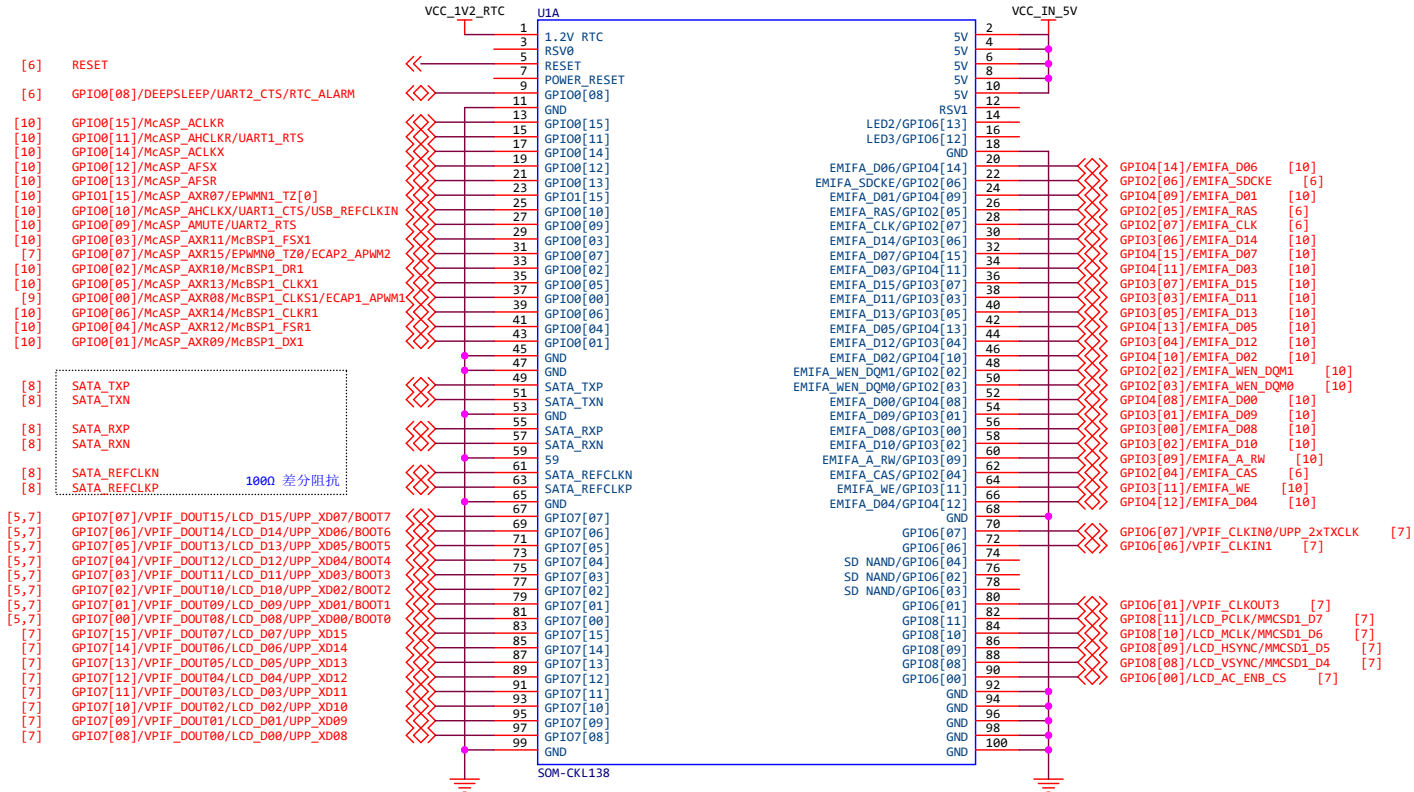 VCC_1V2_RTC U1A VCC_IN_5V
1 1.2V RTC 5V 2
3 RSV0 5V 4
[6] RESET 5 RESET 5V 6
7 POWER_RESET 5V 8
[6] GPIO0[08]/DEEPSLEEP/UART2_CTS/RTC_ALARM 9 GPIO0[08] 5V 10
11 GND RSV1 12
[10] GPIO0[15]/McASP_ACLKR 13 GPIO0[15] LED2/GPIO6[13] 14
[10] GPIO0[11]/McASP_AHCLKR/UART1_RTS 15 GPIO0[11] LED3/GPIO6[12] 16
[10] GPIO0[14]/McASP_ACLKX 17 GPIO0[14] GND 18
[10] GPIO0[12]/McASP_AFSX 19 GPIO0[12] EMIFA_D06/GPIO4[14] 20 GPIO4[14]/EMIFA_D06 [10]
[10] GPIO0[13]/McASP_AFSR 21 GPIO0[13] EMIFA_SDCKE/GPIO2[06] 22 GPIO2[06]/EMIFA_SDCKE [6]
[10] GPIO1[15]/McASP_AXR07/EPWMN1_TZ[0] 23 GPIO1[15] EMIFA_D01/GPIO4[09] 24 GPIO4[09]/EMIFA_D01 [10]
[10] GPIO0[10]/McASP_AHCLKX/UART1_CTS/USB_REFCLKIN 25 GPIO0[10] EMIFA_RAS/GPIO2[05] 26 GPIO2[05]/EMIFA_RAS [6]
[10] GPIO0[09]/McASP_AMUTE/UART2_RTS 27 GPIO0[09] EMIFA_CLK/GPIO2[07] 28 GPIO2[07]/EMIFA_CLK [6]
[10] GPIO0[03]/McASP_AXR11/McBSP1_FSX1 29 GPIO0[03] EMIFA_D14/GPIO3[06] 30 GPIO3[06]/EMIFA_D14 [10]
[7] GPIO0[07]/McASP_AXR15/EPWMN0_TZ0/ECAP2_APWM2 31 GPIO0[07] EMIFA_D07/GPIO4[15] 32 GPIO4[15]/EMIFA_D07 [10]
[10] GPIO0[02]/McASP_AXR10/McBSP1_DR1 33 GPIO0[02] EMIFA_D03/GPIO4[11] 34 GPIO4[11]/EMIFA_D03 [10]
[10] GPIO0[05]/McASP_AXR13/McBSP1_CLKX1 35 GPIO0[05] EMIFA_D15/GPIO3[07] 36 GPIO3[07]/EMIFA_D15 [10]
[9] GPIO0[00]/McASP_AXR08/McBSP1_CLKS1/ECAP1_APWM1 37 GPIO0[00] EMIFA_D11/GPIO3[03] 38 GPIO3[03]/EMIFA_D11 [10]
[10] GPIO0[06]/McASP_AXR14/McBSP1_CLKR1 39 GPIO0[06] EMIFA_D13/GPIO3[05] 40 GPIO3[05]/EMIFA_D13 [10]
[10] GPIO0[04]/McASP_AXR12/McBSP1_FSR1 41 GPIO0[04] EMIFA_D05/GPIO4[13] 42 GPIO4[13]/EMIFA_D05 [10]
[10] GPIO0[01]/McASP_AXR09/McBSP1_DX1 43 GPIO0[01] EMIFA_D12/GPIO3[04] 44 GPIO3[04]/EMIFA_D12 [10]
45 GND EMIFA_D02/GPIO4[10] 46 GPIO4[10]/EMIFA_D02 [10]
47 GND EMIFA_WEN_DQM1/GPIO2[02] 48 GPIO2[02]/EMIFA_WEN_DQM1 [10]
[8] SATA_TXP 49 SATA_TXP EMIFA_WEN_DQM0/GPIO2[03] 50 GPIO2[03]/EMIFA_WEN_DQM0 [10]
[8] SATA_TXN 51 SATA_TXN EMIFA_D00/GPIO4[08] 52 GPIO4[08]/EMIFA_D00 [10]
53 GND EMIFA_D09/GPIO3[01] 54 GPIO3[01]/EMIFA_D09 [10]
[8] SATA_RXP 55 SATA_RXP EMIFA_D08/GPIO3[00] 56 GPIO3[00]/EMIFA_D08 [10]
[8] SATA_RXN 57 SATA_RXN EMIFA_D10/GPIO3[02] 58 GPIO3[02]/EMIFA_D10 [10]
59 59 EMIFA_A_RW/GPIO3[09] 60 GPIO3[09]/EMIFA_A_RW [10]
[8] SATA_REFCLKN 61 SATA_REFCLKN EMIFA_CAS/GPIO2[04] 62 GPIO2[04]/EMIFA_CAS [6]
[8] SATA_REFCLKP 100Ω 差分阻抗 63 SATA_REFCLKP EMIFA_WE/GPIO3[11] 64 GPIO3[11]/EMIFA_WE [10]
65 GND EMIFA_D04/GPIO4[12] 66 GPIO4[12]/EMIFA_D04 [10]
[5,7] GPIO7[07]/VPIF_DOUT15/LCD_D15/UPP_XD07/BOOT7 67 GPIO7[07] GND 68
[5,7] GPIO7[06]/VPIF_DOUT14/LCD_D14/UPP_XD06/BOOT6 69 GPIO7[06] GPIO6[07] 70 GPIO6[07]/VPIF_CLKIN0/UPP_2xTXCLK [7]
[5,7] GPIO7[05]/VPIF_DOUT13/LCD_D13/UPP_XD05/BOOT5 71 GPIO7[05] GPIO6[06] 72 GPIO6[06]/VPIF_CLKIN1 [7]
[5,7] GPIO7[04]/VPIF_DOUT12/LCD_D12/UPP_XD04/BOOT4 73 GPIO7[04] SD NAND/GPIO6[04] 74
[5,7] GPIO7[03]/VPIF_DOUT11/LCD_D11/UPP_XD03/BOOT3 75 GPIO7[03] SD NAND/GPIO6[02] 76
[5,7] GPIO7[02]/VPIF_DOUT10/LCD_D10/UPP_XD02/BOOT2 77 GPIO7[02] SD NAND/GPIO6[03] 78
[5,7] GPIO7[01]/VPIF_DOUT09/LCD_D09/UPP_XD01/BOOT1 79 GPIO7[01] GPIO6[01] 80 GPIO6[01]/VPIF_CLKOUT3 [7]
[5,7] GPIO7[00]/VPIF_DOUT08/LCD_D08/UPP_XD00/BOOT0 81 GPIO7[00] GPIO8[11] 82 GPIO8[11]/LCD_PCLK/MMCSD1_D7 [7]
[7] GPIO7[15]/VPIF_DOUT07/LCD_D07/UPP_XD15 83 GPIO7[15] GPIO8[10] 84 GPIO8[10]/LCD_MCLK/MMCSD1_D6 [7]
[7] GPIO7[14]/VPIF_DOUT06/LCD_D06/UPP_XD14 85 GPIO7[14] GPIO8[09] 86 GPIO8[09]/LCD_HSYNC/MMCSD1_D5 [7]
[7] GPIO7[13]/VPIF_DOUT05/LCD_D05/UPP_XD13 87 GPIO7[13] GPIO8[08] 88 GPIO8[08]/LCD_VSYNC/MMCSD1_D4 [7]
[7] GPIO7[12]/VPIF_DOUT04/LCD_D04/UPP_XD12 89 GPIO7[12] GPIO6[00] 90 GPIO6[00]/LCD_AC_ENB_CS [7]
[7] GPIO7[11]/VPIF_DOUT03/LCD_D03/UPP_XD11 91 GPIO7[11] GND 92
[7] GPIO7[10]/VPIF_DOUT02/LCD_D02/UPP_XD10 93 GPIO7[10] GND 94
[7] GPIO7[09]/VPIF_DOUT01/LCD_D01/UPP_XD09 95 GPIO7[09] GND 96
[7] GPIO7[08]/VPIF_DOUT00/LCD_D00/UPP_XD08 97 GPIO7[08] GND 98
99 GND GND 100
SOM-CKL138